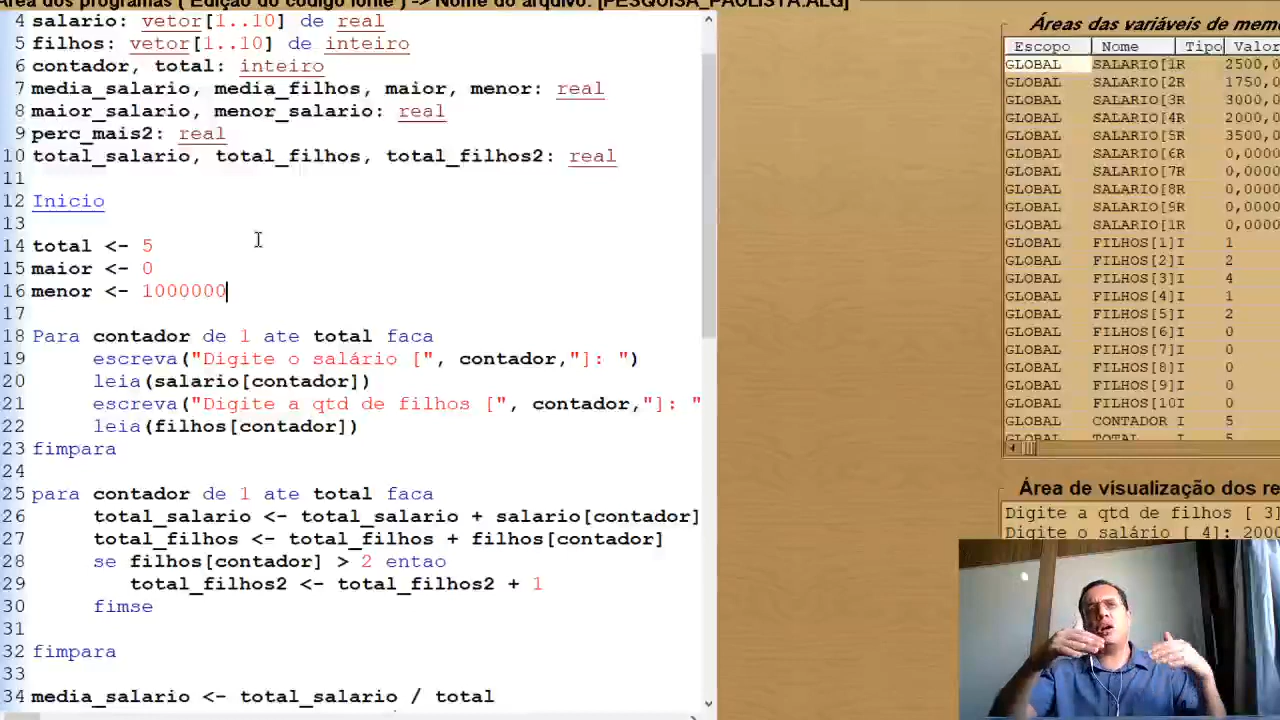 Área dos programas ( Edição do código fonte ) -> Nome do arquivo: [PESQUISA_PAULISTA.ALG]
4 salario: vetor[1..10] de real
5 filhos: vetor[1..10] de inteiro
6 contador, total: inteiro
7 media_salario, media_filhos, maior, menor: real
8 maior_salario, menor_salario: real
9 perc_mais2: real
10 total_salario, total_filhos, total_filhos2: real
11
12 Inicio
13
14 total <- 5
15 maior <- 0
16 menor <- 1000000
17
18 Para contador de 1 ate total faca
19 escreva("Digite o salário [", contador,"]: ")
20 leia(salario[contador])
21 escreva("Digite a qtd de filhos [", contador,"]: "
22 leia(filhos[contador])
23 fimpara
24
25 para contador de 1 ate total faca
26 total_salario <- total_salario + salario[contador]
27 total_filhos <- total_filhos + filhos[contador]
28 se filhos[contador] > 2 entao
29 total_filhos2 <- total_filhos2 + 1
30 fimse
31
32 fimpara
33
34 media_salario <- total_salario / total
Áreas das variáveis de mem
Escopo Nome Tipo Valor
GLOBAL SALARIO[1R 2500,0
GLOBAL SALARIO[2R 1750,0
GLOBAL SALARIO[3R 3000,0
GLOBAL SALARIO[4R 2000,0
GLOBAL SALARIO[5R 3500,0
GLOBAL SALARIO[6R 0,0000
GLOBAL SALARIO[7R 0,0000
GLOBAL SALARIO[8R 0,0000
GLOBAL SALARIO[9R 0,0000
GLOBAL SALARIO[1R 0,0000
GLOBAL FILHOS[1]I 1
GLOBAL FILHOS[2]I 2
GLOBAL FILHOS[3]I 4
GLOBAL FILHOS[4]I 1
GLOBAL FILHOS[5]I 2
GLOBAL FILHOS[6]I 0
GLOBAL FILHOS[7]I 0
GLOBAL FILHOS[8]I 0
GLOBAL FILHOS[9]I 0
GLOBAL FILHOS[10I 0
GLOBAL CONTADOR I 5
GLOBAL TOTAL I 5
Área de visualização dos re
Digite a qtd de filhos [ 3]
Digite o salário [ 4]: 2000